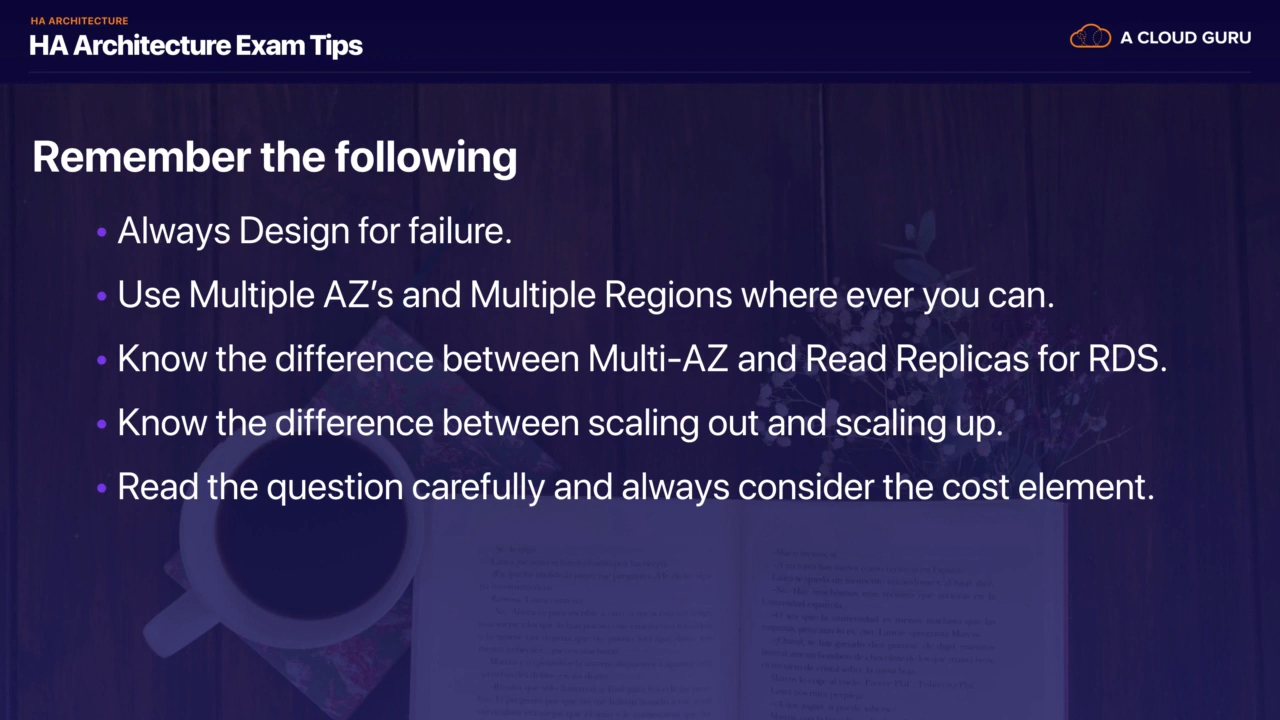 HA ARCHITECTURE
HA Architecture Exam Tips
A CLOUD GURU
Remember the following
• Always Design for failure.
• Use Multiple AZ’s and Multiple Regions where ever you can.
• Know the difference between Multi-AZ and Read Replicas for RDS.
• Know the difference between scaling out and scaling up.
• Read the question carefully and always consider the cost element.